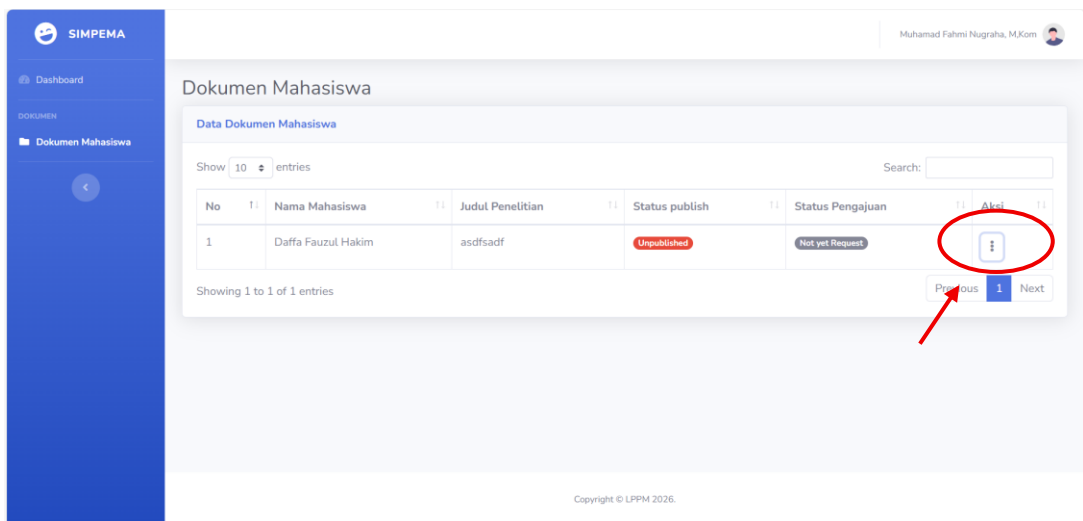 SIMPEMA
Muhamad Fahmi Nugraha, M,Kom
Dashboard
DOKUMEN
Dokumen Mahasiswa
Dokumen Mahasiswa
Data Dokumen Mahasiswa
Show 10 entries
Search:
No Nama Mahasiswa Judul Penelitian Status publish Status Pengajuan Aksi
1 Daffa Fauzul Hakim asdfsadf Unpublished Not yet Request
Showing 1 to 1 of 1 entries
Previous 1 Next
Copyright © LPPM 2026.